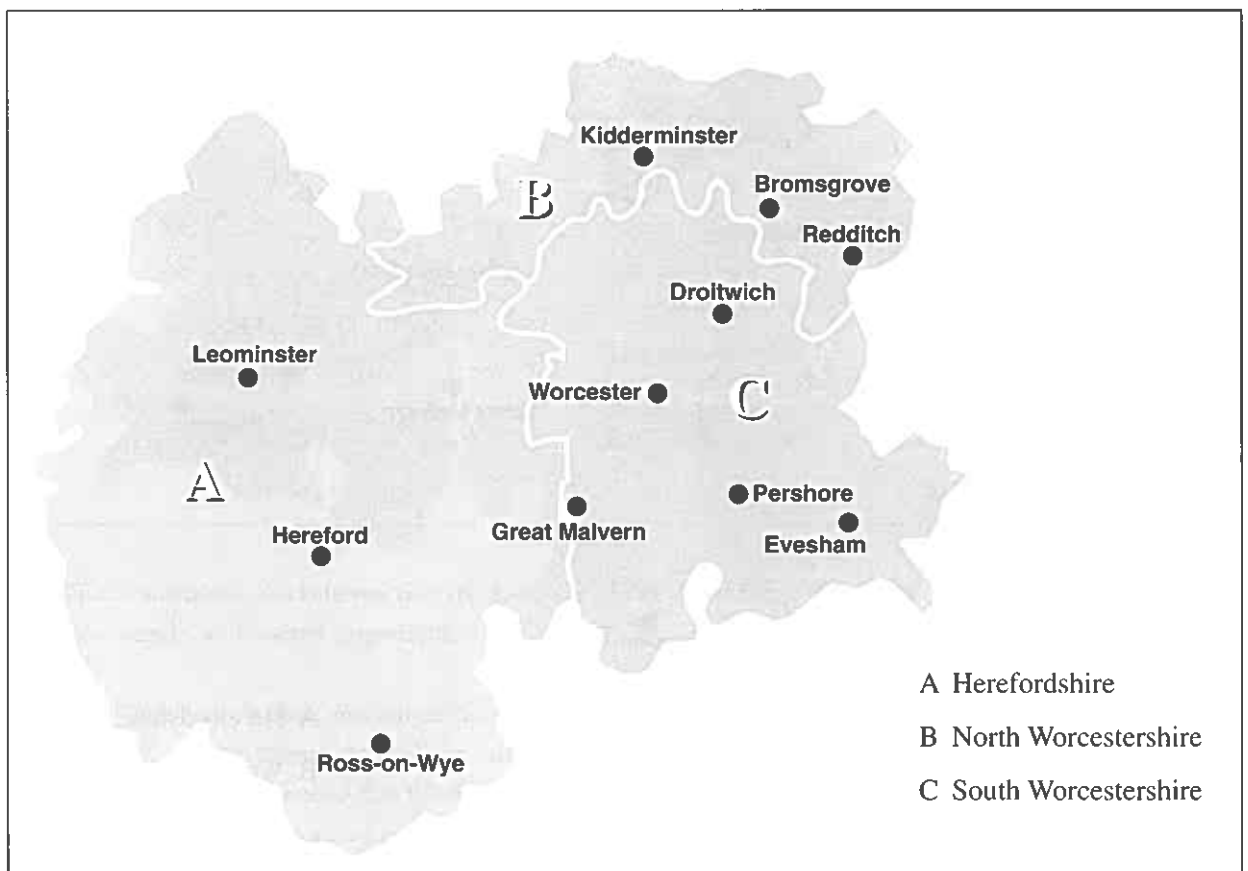 Kidderminster
B
Bromsgrove
Redditch
Droitwich
Leominster
Worcester
C
A
Pershore
Great Malvern
Evesham
Hereford
A Herefordshire
B North Worcestershire
C South Worcestershire
Ross-on-Wye